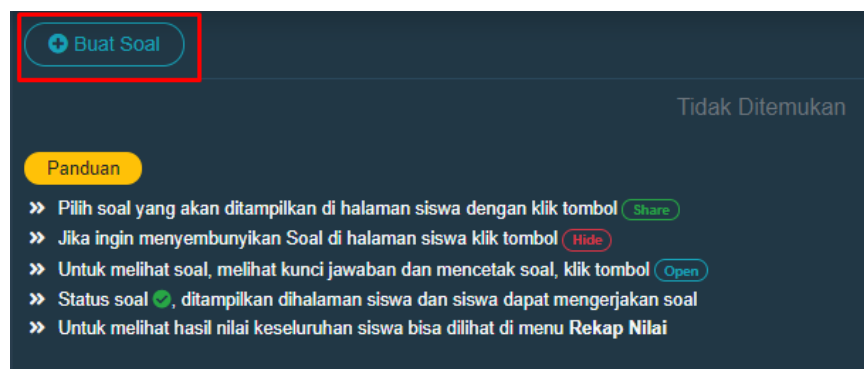 Buat Soal
Tidak Ditemukan
Panduan
Pilih soal yang akan ditampilkan di halaman siswa dengan klik tombol Share
Jika ingin menyembunyikan Soal di halaman siswa klik tombol Hide
Untuk melihat soal, melihat kunci jawaban dan mencetak soal, klik tombol Open
Status soal , ditampilkan dihalaman siswa dan siswa dapat mengerjakan soal
Untuk melihat hasil nilai keseluruhan siswa bisa dilihat di menu Rekap Nilai